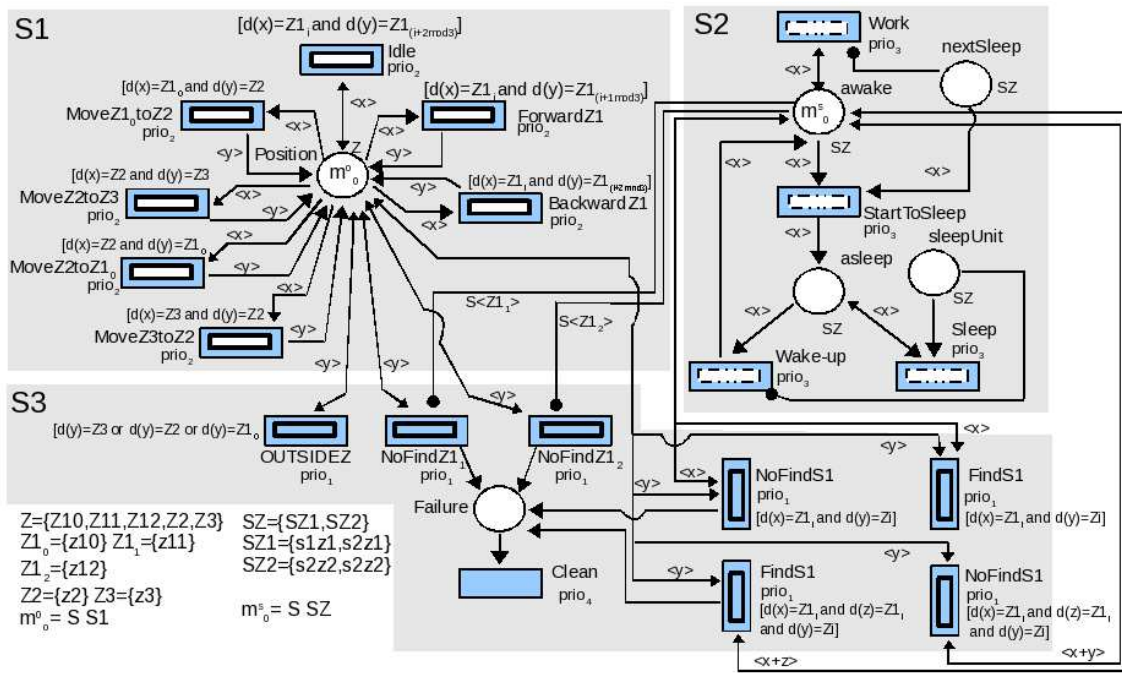 S1
[d(x)=Z1i and d(y)=Z1(i+2mod3)]
Idle
prio2
[d(x)=Z10 and d(y)=Z2
MoveZ10toZ2
prio2
<x>
<x>
<x>
[d(x)=Z1i and d(y)=Z1(i+1mod3)]
ForwardZ1
prio2
<y>
Position
Z
m00
<y>
[d(x)=Z2 and d(y)=Z3
MoveZ2toZ3
prio2
<x>
<y>
<y>
<x>
[d(x)=Z1i and d(y)=Z1(i+2mod3)]
BackwardZ1
prio2
[d(x)=Z2 and d(y)=Z10
MoveZ2toZ10
prio2
<x>
<y>
[d(x)=Z3 and d(y)=Z2
MoveZ3toZ2
prio2
<x>
<y>
S<Z11>
S<Z12>
S2
Work
prio3
nextSleep
SZ
<x>
awake
ms0
SZ
<x>
<x>
<x>
StartToSleep
prio3
<x>
sleepUnit
SZ
asleep
SZ
<x>
<x>
Sleep
prio3
Wake-up
prio3
S3
<y>
<y>
<y>
[d(y)=Z3 or d(y)=Z2 or d(y)=Z10
OUTSIDEZ
prio1
NoFindZ11
prio1
NoFindZ12
prio1
Failure
Clean
prio4
<y>
<x>
<x>
<y>
NoFindS1
prio1
[d(x)=Z1i and d(y)=Zi]
FindS1
prio1
[d(x)=Z1i and d(y)=Zi]
<y>
<y>
FindS1
prio1
[d(x)=Z1i and d(z)=Z1i
and d(y)=Zi]
NoFindS1
prio1
[d(x)=Z1i and d(z)=Z1i
and d(y)=Zi]
<x+z>
<x+y>
Z={Z10,Z11,Z12,Z2,Z3}
Z10={z10} Z11={z11}
Z12={z12}
Z2={z2} Z3={z3}
m00= S S1
SZ={SZ1,SZ2}
SZ1={s1z1,s2z1}
SZ2={s2z2,s2z2}
ms0= S SZ